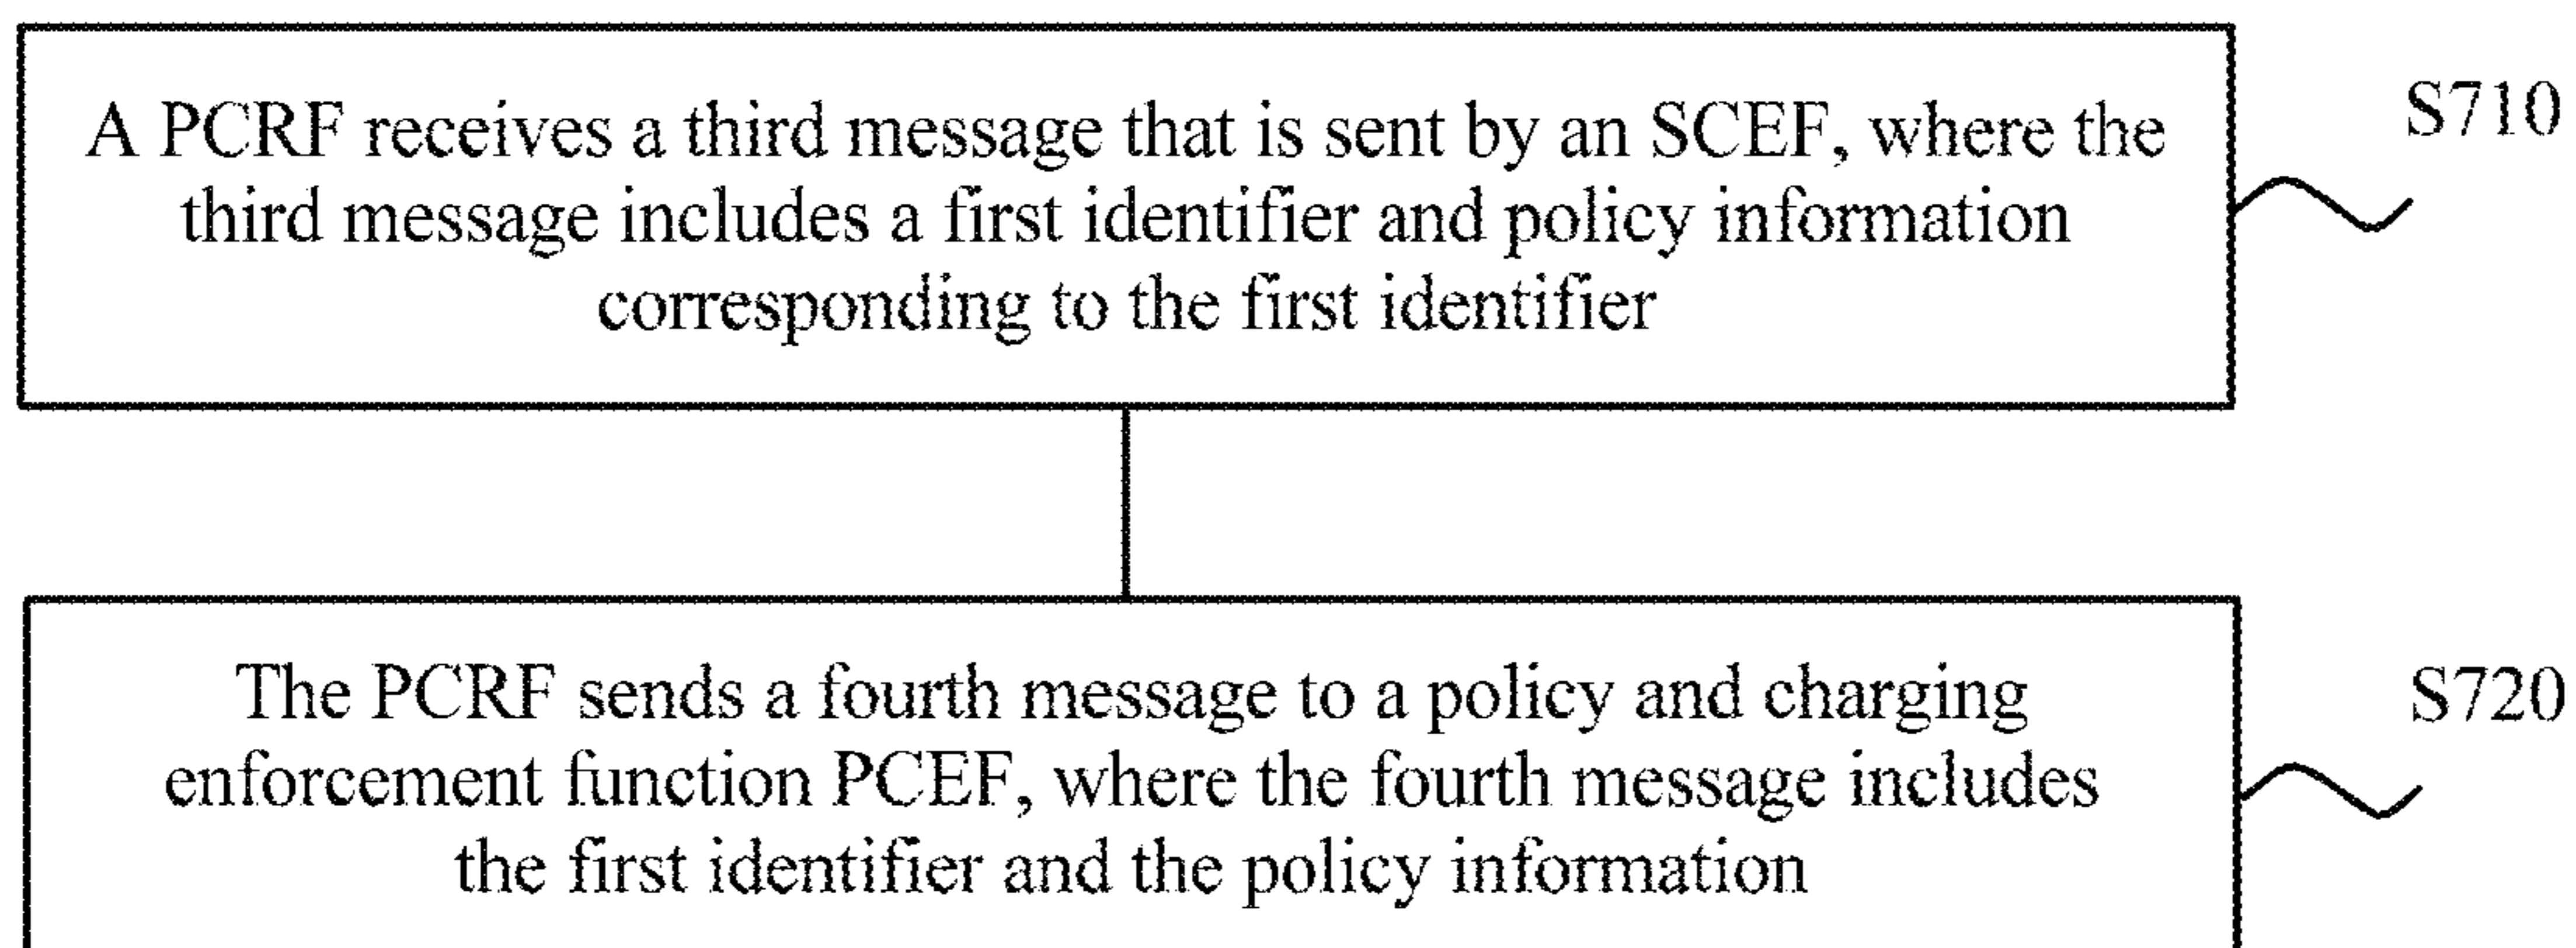 A PCRF receives a third message that is sent by an SCEF, where the
third message includes a first identifier and policy information
corresponding to the first identifier
S710
The PCRF sends a fourth message to a policy and charging
enforcement function PCEF, where the fourth message includes
the first identifier and the policy information
S720